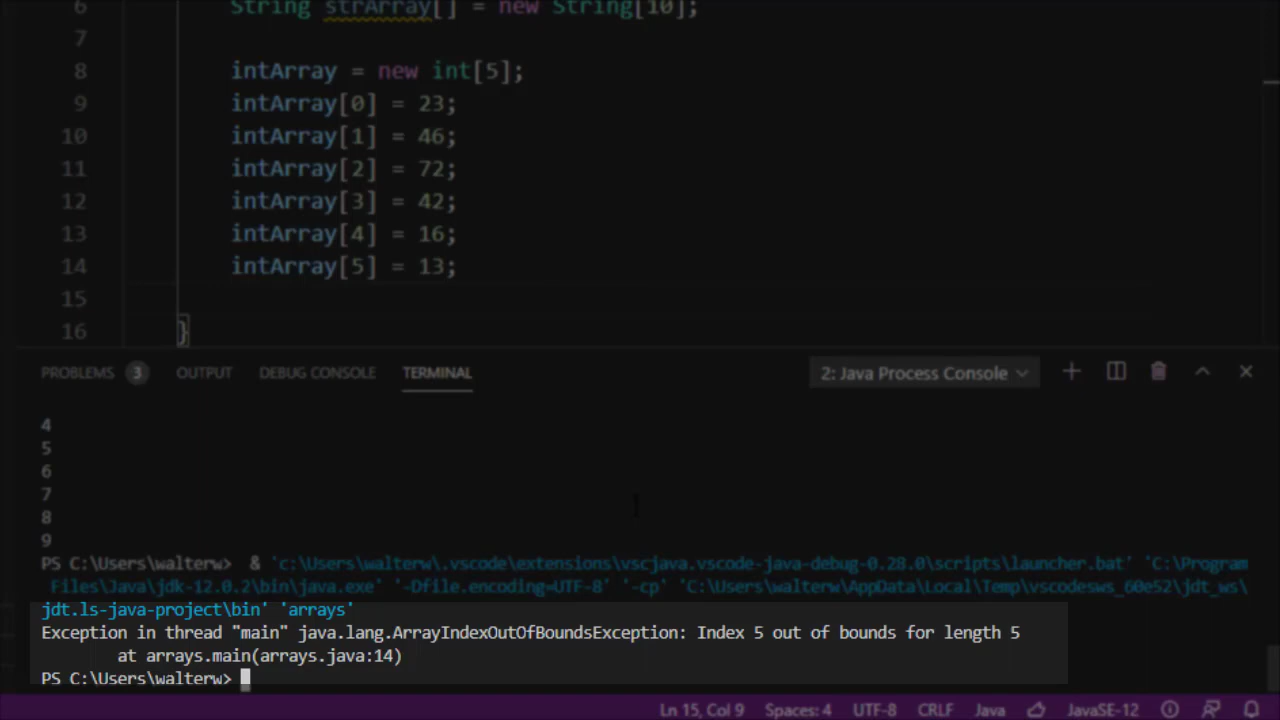 6 String strArray[] = new String[10];
7
8 intArray = new int[5];
9 intArray[0] = 23;
10 intArray[1] = 46;
11 intArray[2] = 72;
12 intArray[3] = 42;
13 intArray[4] = 16;
14 intArray[5] = 13;
15
16 }
PROBLEMS 3 OUTPUT DEBUG CONSOLE TERMINAL 2: Java Process Console
4
5
6
7
8
9
PS C:\Users\walterw> & 'c:\Users\walterw\.vscode\extensions\vscjava.vscode-java-debug-0.28.0\scripts\launcher.bat' 'C:\Program
Files\Java\jdk-12.0.2\bin\java.exe' '-Dfile.encoding=UTF-8' '-cp' 'C:\Users\walterw\AppData\Local\Temp\vscodesws_60e52\jdt_ws\
jdt.ls-java-project\bin' 'arrays'
Exception in thread "main" java.lang.ArrayIndexOutOfBoundsException: Index 5 out of bounds for length 5
at arrays.main(arrays.java:14)
PS C:\Users\walterw>
Ln 15, Col 9 Spaces: 4 UTF-8 CRLF Java JavaSE-12